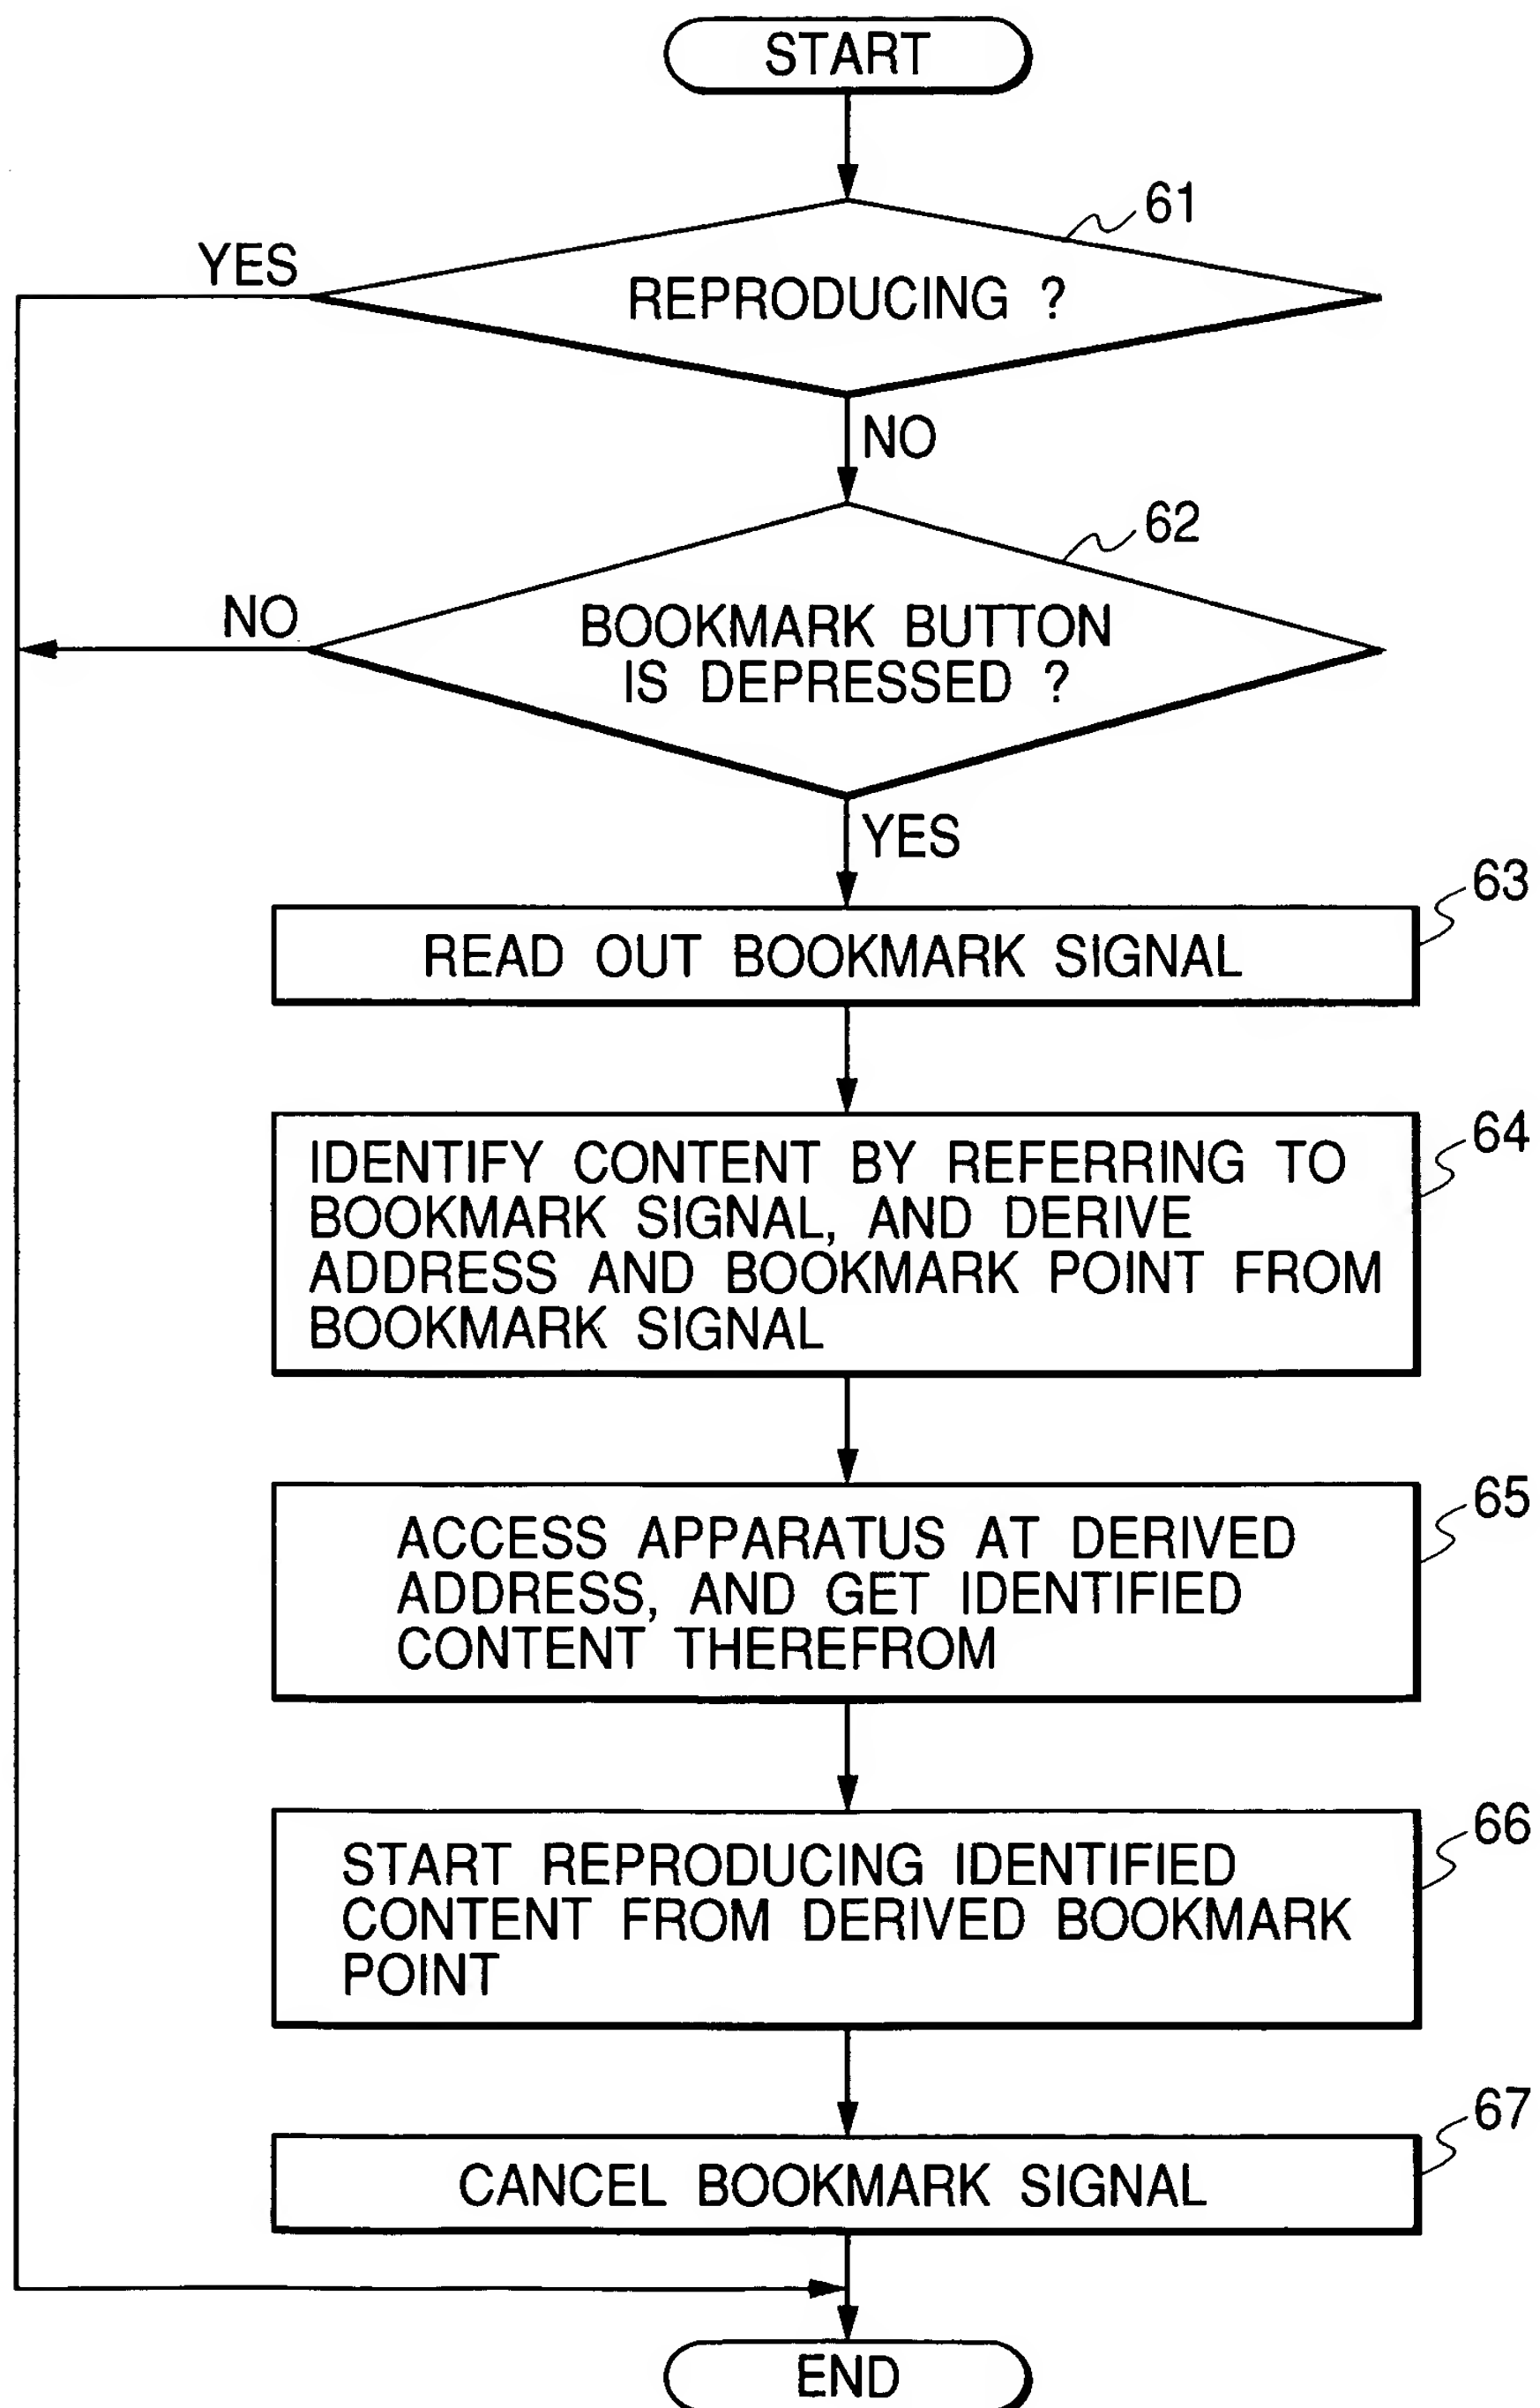 START
61
YES
REPRODUCING ?
NO
62
NO
BOOKMARK BUTTON
IS DEPRESSED ?
YES
63
READ OUT BOOKMARK SIGNAL
64
IDENTIFY CONTENT BY REFERRING TO
BOOKMARK SIGNAL, AND DERIVE
ADDRESS AND BOOKMARK POINT FROM
BOOKMARK SIGNAL
65
ACCESS APPARATUS AT DERIVED
ADDRESS, AND GET IDENTIFIED
CONTENT THEREFROM
66
START REPRODUCING IDENTIFIED
CONTENT FROM DERIVED BOOKMARK
POINT
67
CANCEL BOOKMARK SIGNAL
END